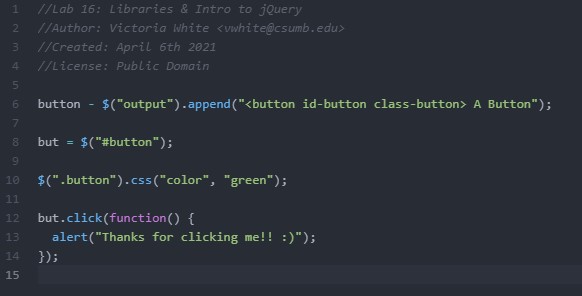 1 //Lab 16: Libraries & Intro to jQuery
2 //Author: Victoria White <vwhite@csumb.edu>
3 //Created: April 6th 2021
4 //License: Public Domain
5
6 button - $("output").append("<button id-button class-button> A Button");
7
8 but = $("#button");
9
10 $(".button").css("color", "green");
11
12 but.click(function() {
13   alert("Thanks for clicking me!! :)");
14 });
15